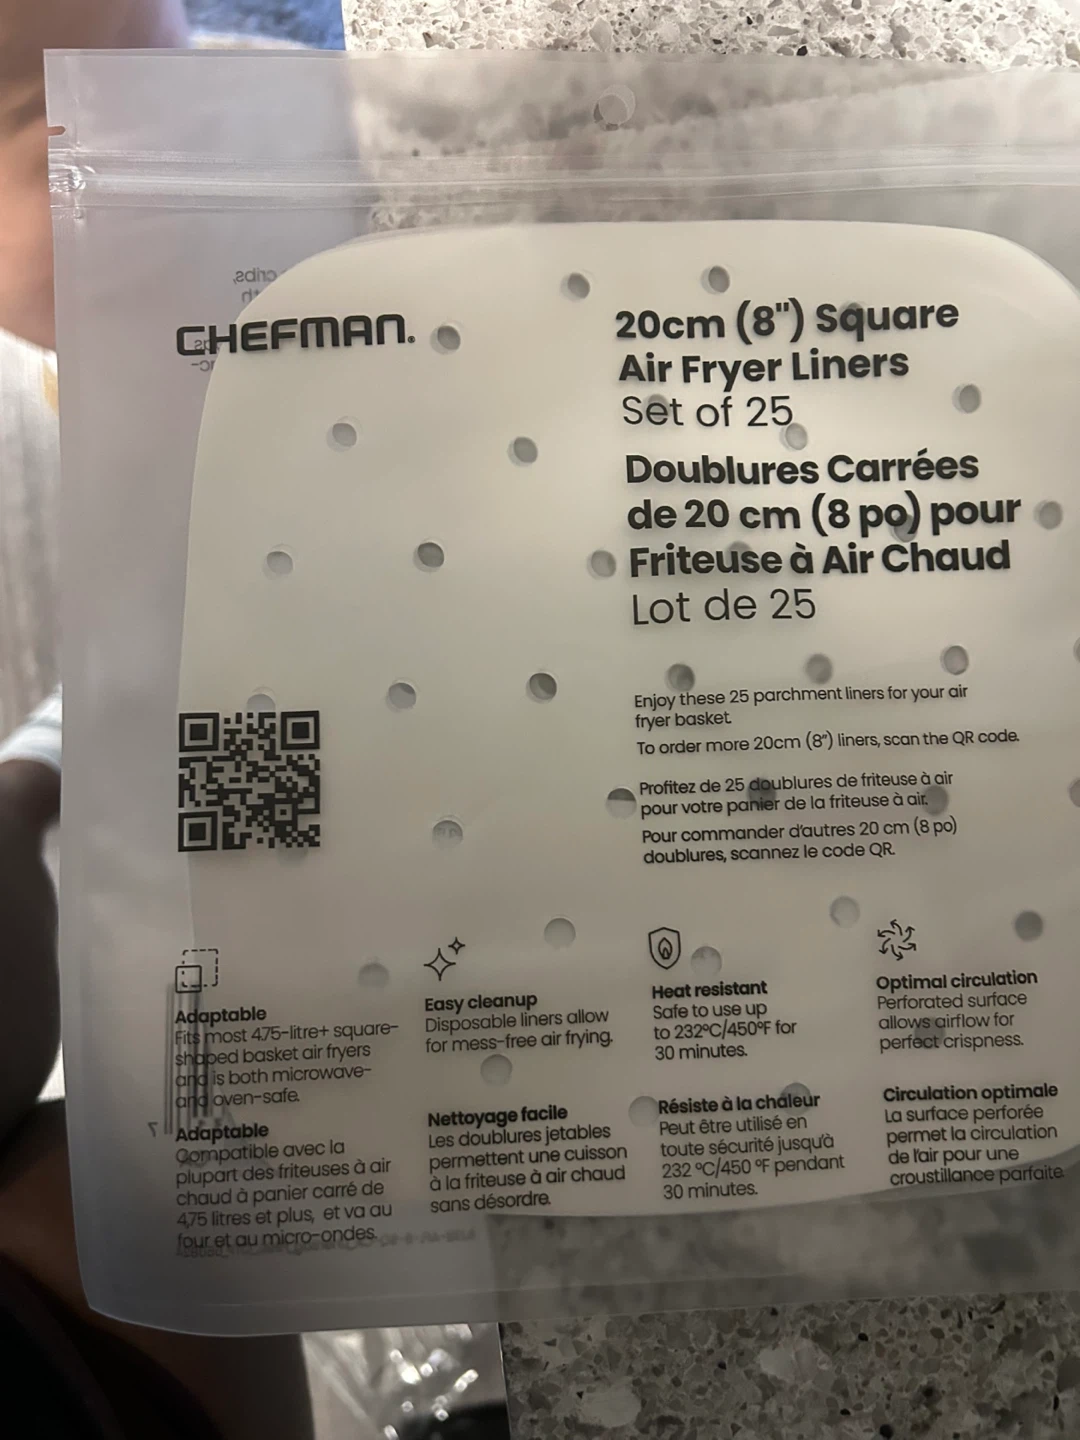 CHEFMAN.
20cm (8") Square
Air Fryer Liners
Set of 25
Doublures Carrées
de 20 cm (8 po) pour
Friteuse à Air Chaud
Lot de 25
Enjoy these 25 parchment liners for your air
fryer basket.
To order more 20cm (8") liners, scan the QR code.
Profitez de 25 doublures de friteuse à air
pour votre panier de la friteuse à air.
Pour commander d'autres 20 cm (8 po)
doublures, scannez le code QR.
Adaptable
Fits most 4.75-litre+ square-
shaped basket air fryers
and is both microwave-
and oven-safe.
Adaptable
Compatible avec la
plupart des friteuses à air
chaud à panier carré de
4,75 litres et plus, et va au
four et au micro-ondes.
Easy cleanup
Disposable liners allow
for mess-free air frying.
Nettoyage facile
Les doublures jetables
permettent une cuisson
à la friteuse à air chaud
sans désordre.
Heat resistant
Safe to use up
to 232°C/450°F for
30 minutes.
Résiste à la chaleur
Peut être utilisé en
toute sécurité jusqu'à
232 °C/450 °F pendant
30 minutes.
Optimal circulation
Perforated surface
allows airflow for
perfect crispness.
Circulation optimale
La surface perforée
permet la circulation
de l'air pour une
croustillance parfaite.